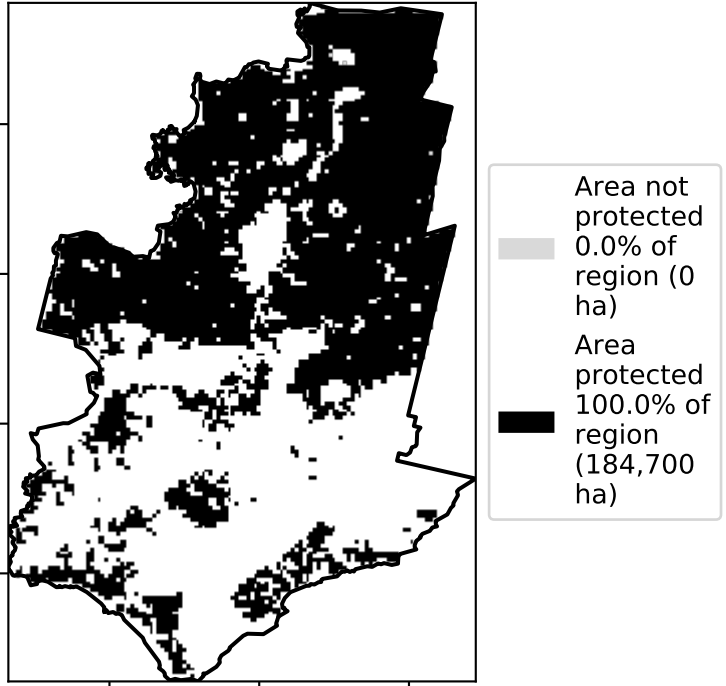 Area not
protected
0.0% of
region (0
ha)
Area
protected
100.0% of
region
(184,700
ha)